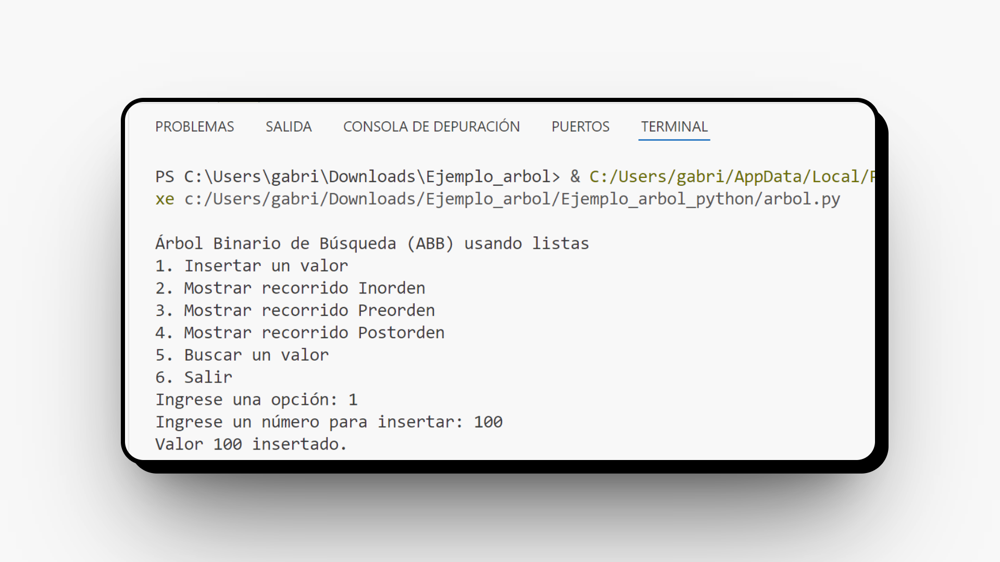 PROBLEMAS SALIDA CONSOLA DE DEPURACIÓN PUERTOS TERMINAL
PS C:\Users\gabri\Downloads\Ejemplo_arbol> & C:/Users/gabri/AppData/Local/
xe c:/Users/gabri/Downloads/Ejemplo_arbol/Ejemplo_arbol_python/arbol.py
Árbol Binario de Búsqueda (ABB) usando listas
1. Insertar un valor
2. Mostrar recorrido Inorden
3. Mostrar recorrido Preorden
4. Mostrar recorrido Postorden
5. Buscar un valor
6. Salir
Ingrese una opción: 1
Ingrese un número para insertar: 100
Valor 100 insertado.